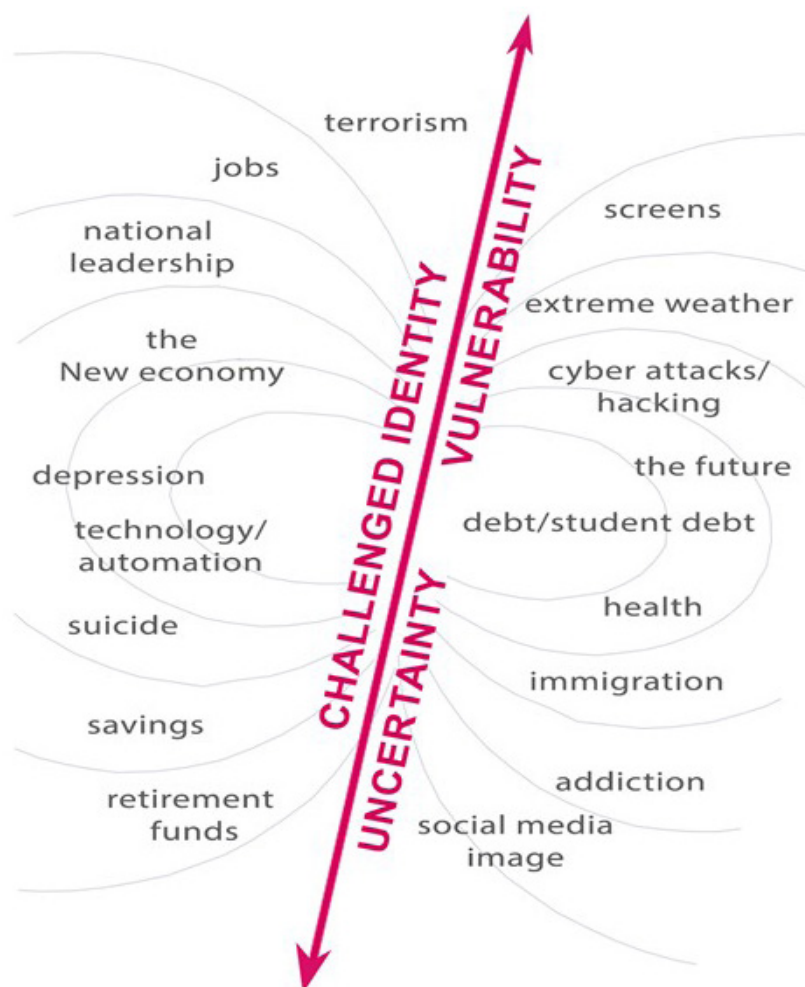 terrorism
jobs
national
leadership
the
New economy
depression
technology/
automation
suicide
savings
retirement
funds
CHALLENGED IDENTITY
VULNERABILITY
UNCERTAINTY
screens
extreme weather
cyber attacks/
hacking
the future
debt/student debt
health
immigration
addiction
social media
image